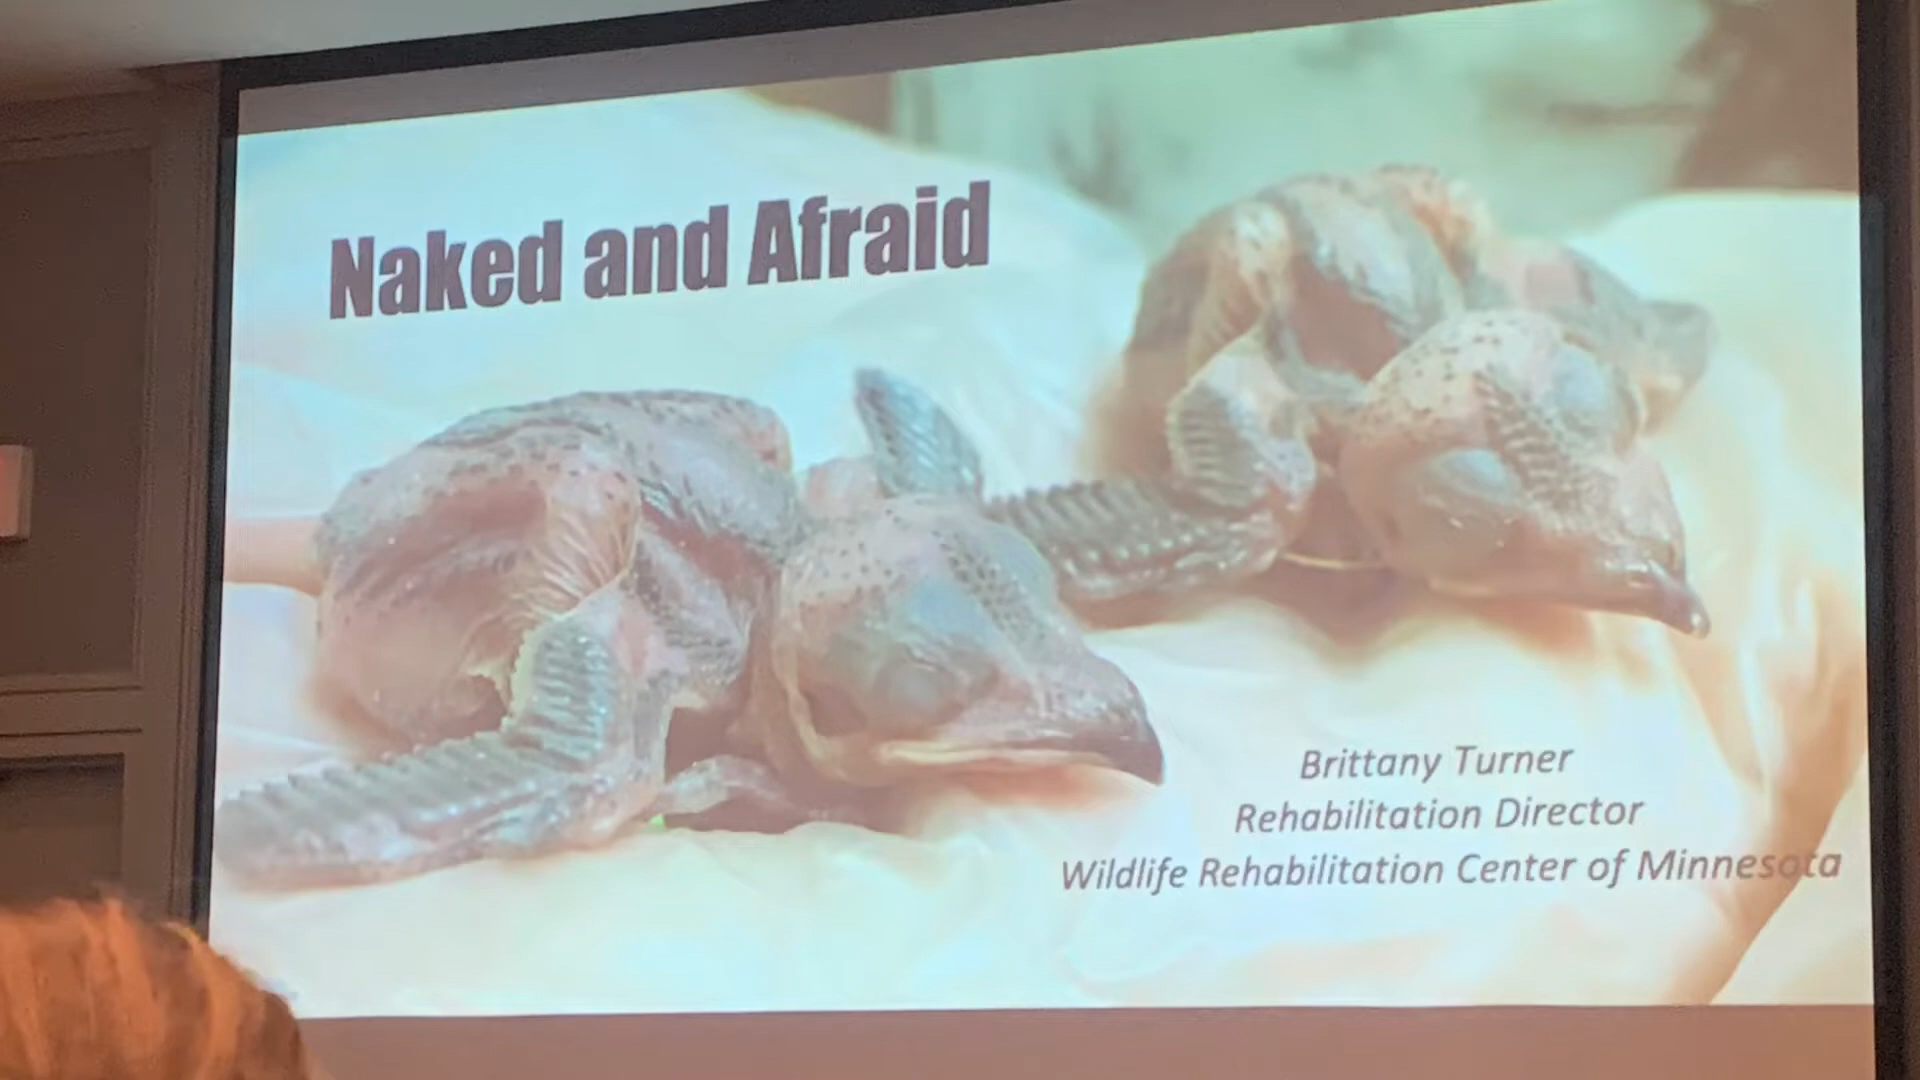 Naked and Afraid
Brittany Turner
Rehabilitation Director
Wildlife Rehabilitation Center of Minnesota